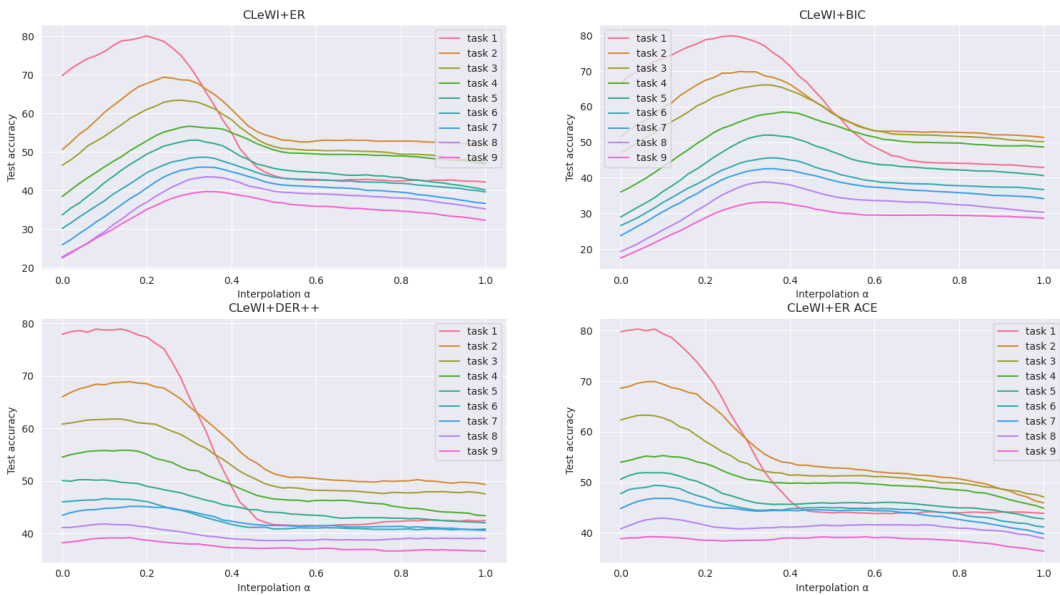 CLeWI+ER
Test accuracy
80
70
60
50
40
30
20
0.0 0.2 0.4 0.6 0.8 1.0
Interpolation α
task 1
task 2
task 3
task 4
task 5
task 6
task 7
task 8
task 9
CLeWI+BIC
Test accuracy
80
70
60
50
40
30
20
0.0 0.2 0.4 0.6 0.8 1.0
Interpolation α
task 1
task 2
task 3
task 4
task 5
task 6
task 7
task 8
task 9
CLeWI+DER++
Test accuracy
80
70
60
50
40
0.0 0.2 0.4 0.6 0.8 1.0
Interpolation α
task 1
task 2
task 3
task 4
task 5
task 6
task 7
task 8
task 9
CLeWI+ER ACE
Test accuracy
80
70
60
50
40
0.0 0.2 0.4 0.6 0.8 1.0
Interpolation α
task 1
task 2
task 3
task 4
task 5
task 6
task 7
task 8
task 9